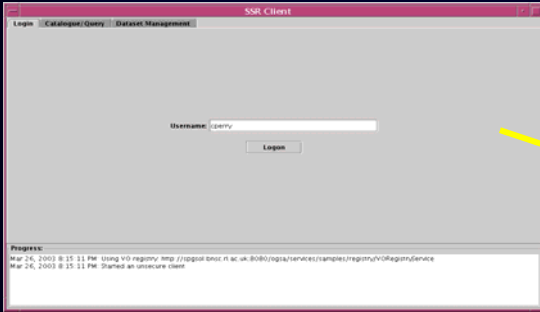 SSR Client
Login Catalogue/Query Dataset Management
Username: cperry
Logon
Progress:
Mar 26, 2003 8:15:11 PM: Using VO registry: http://spgsol.bnsc.rl.ac.uk:8080/ogsa/services/samples/registry/VORegistryService
Mar 26, 2003 8:15:11 PM: Started an unsecure client